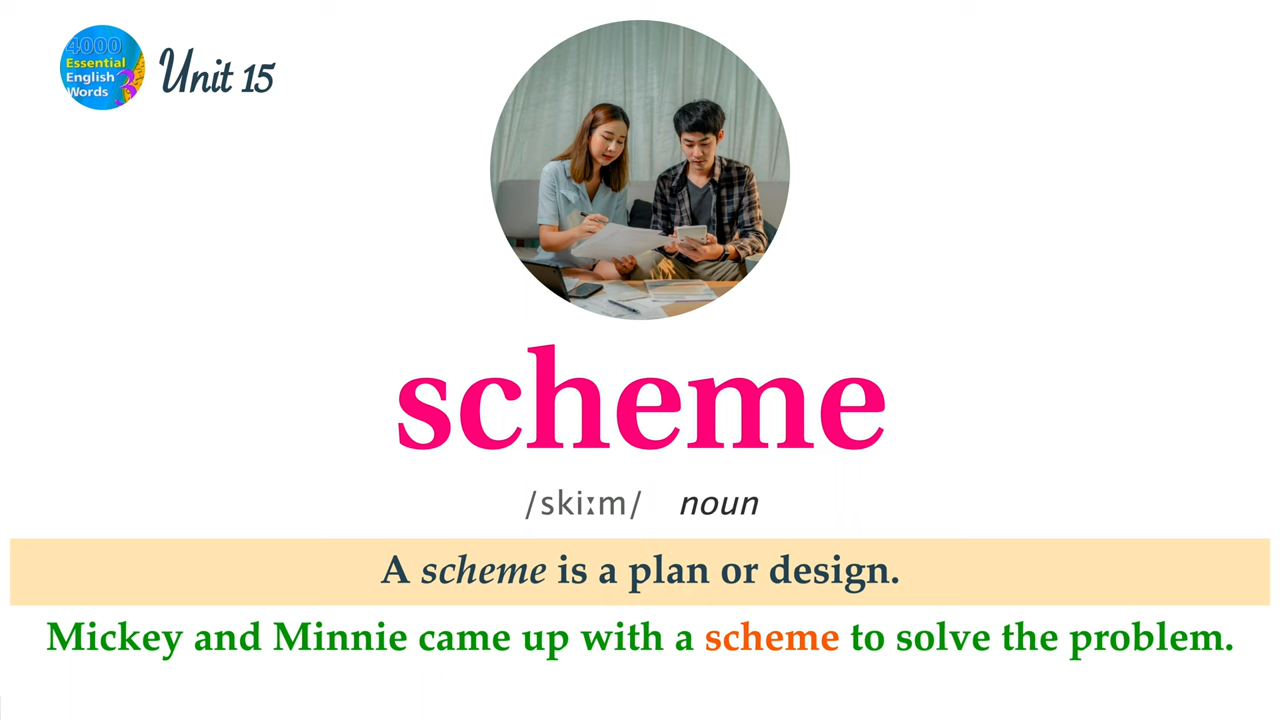 4000
Essential
English
Words 3
Unit 15
scheme
/skiːm/ noun
A scheme is a plan or design.
Mickey and Minnie came up with a scheme to solve the problem.